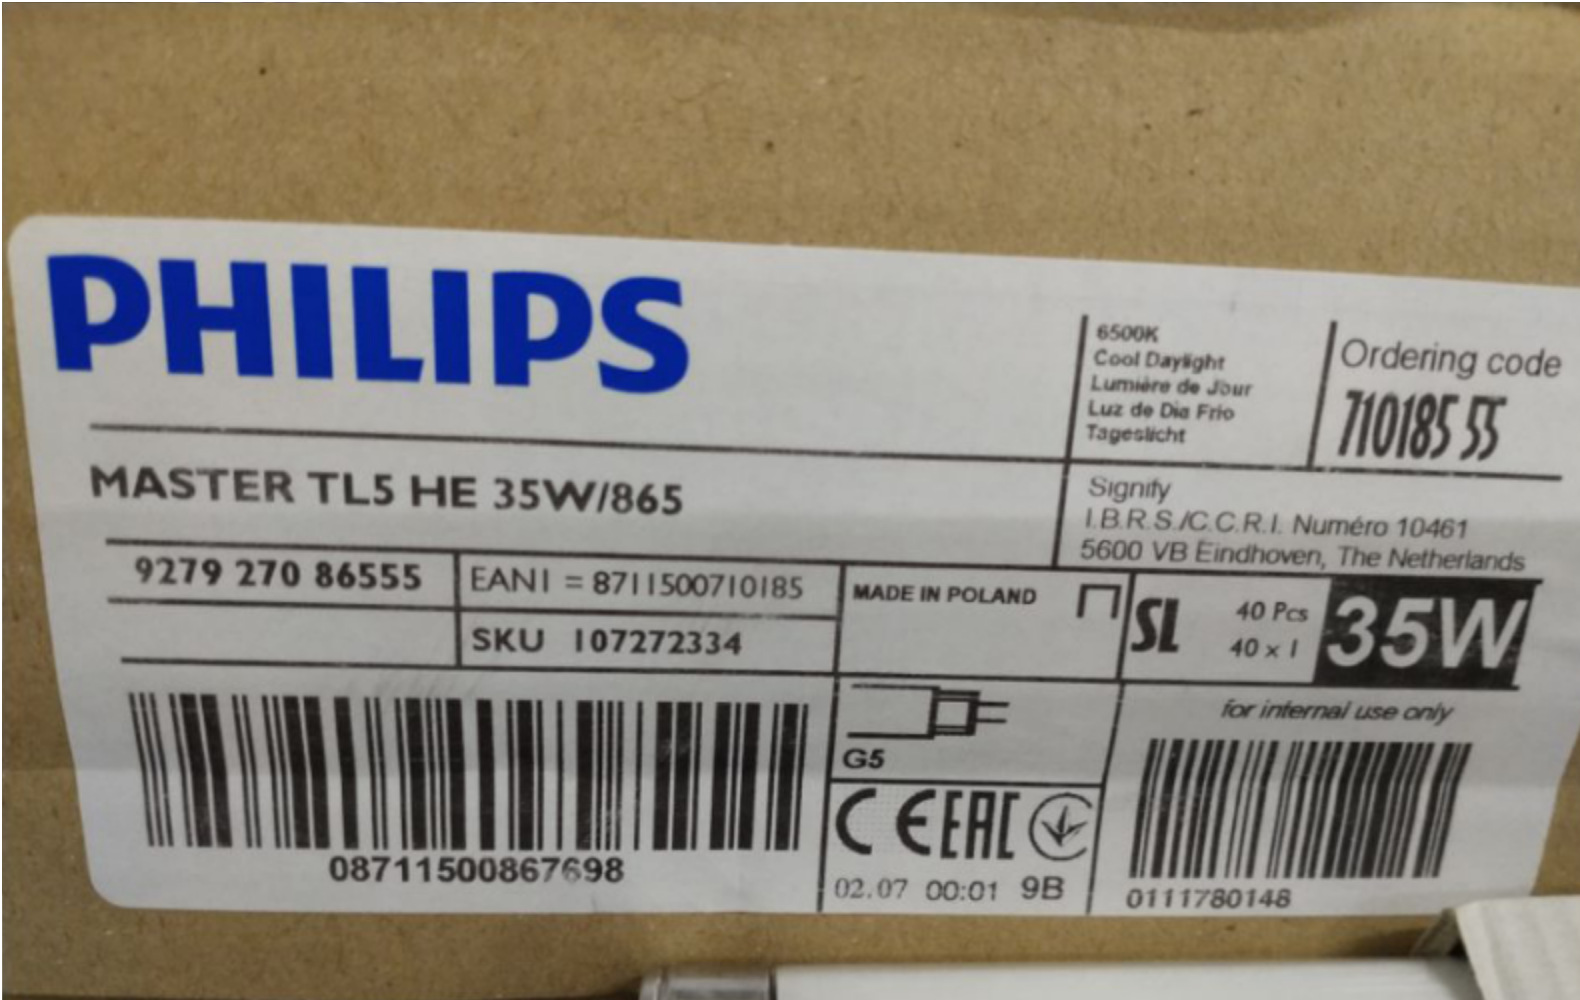 PHILIPS
6500K
Cool Daylight
Lumière de Jour
Luz de Dia Frio
Tageslicht
Ordering code
710185 55
MASTER TL5 HE 35W/865
Signify
I.B.R.S./C.C.R.I. Numéro 10461
5600 VB Eindhoven, The Netherlands
9279 270 86555
EAN1 = 8711500710185
SKU 107272334
MADE IN POLAND
SL
40 Pcs
40 x 1
35W
G5
CE EAC
02.07 00:01 9B
for internal use only
08711500867698
0111780148